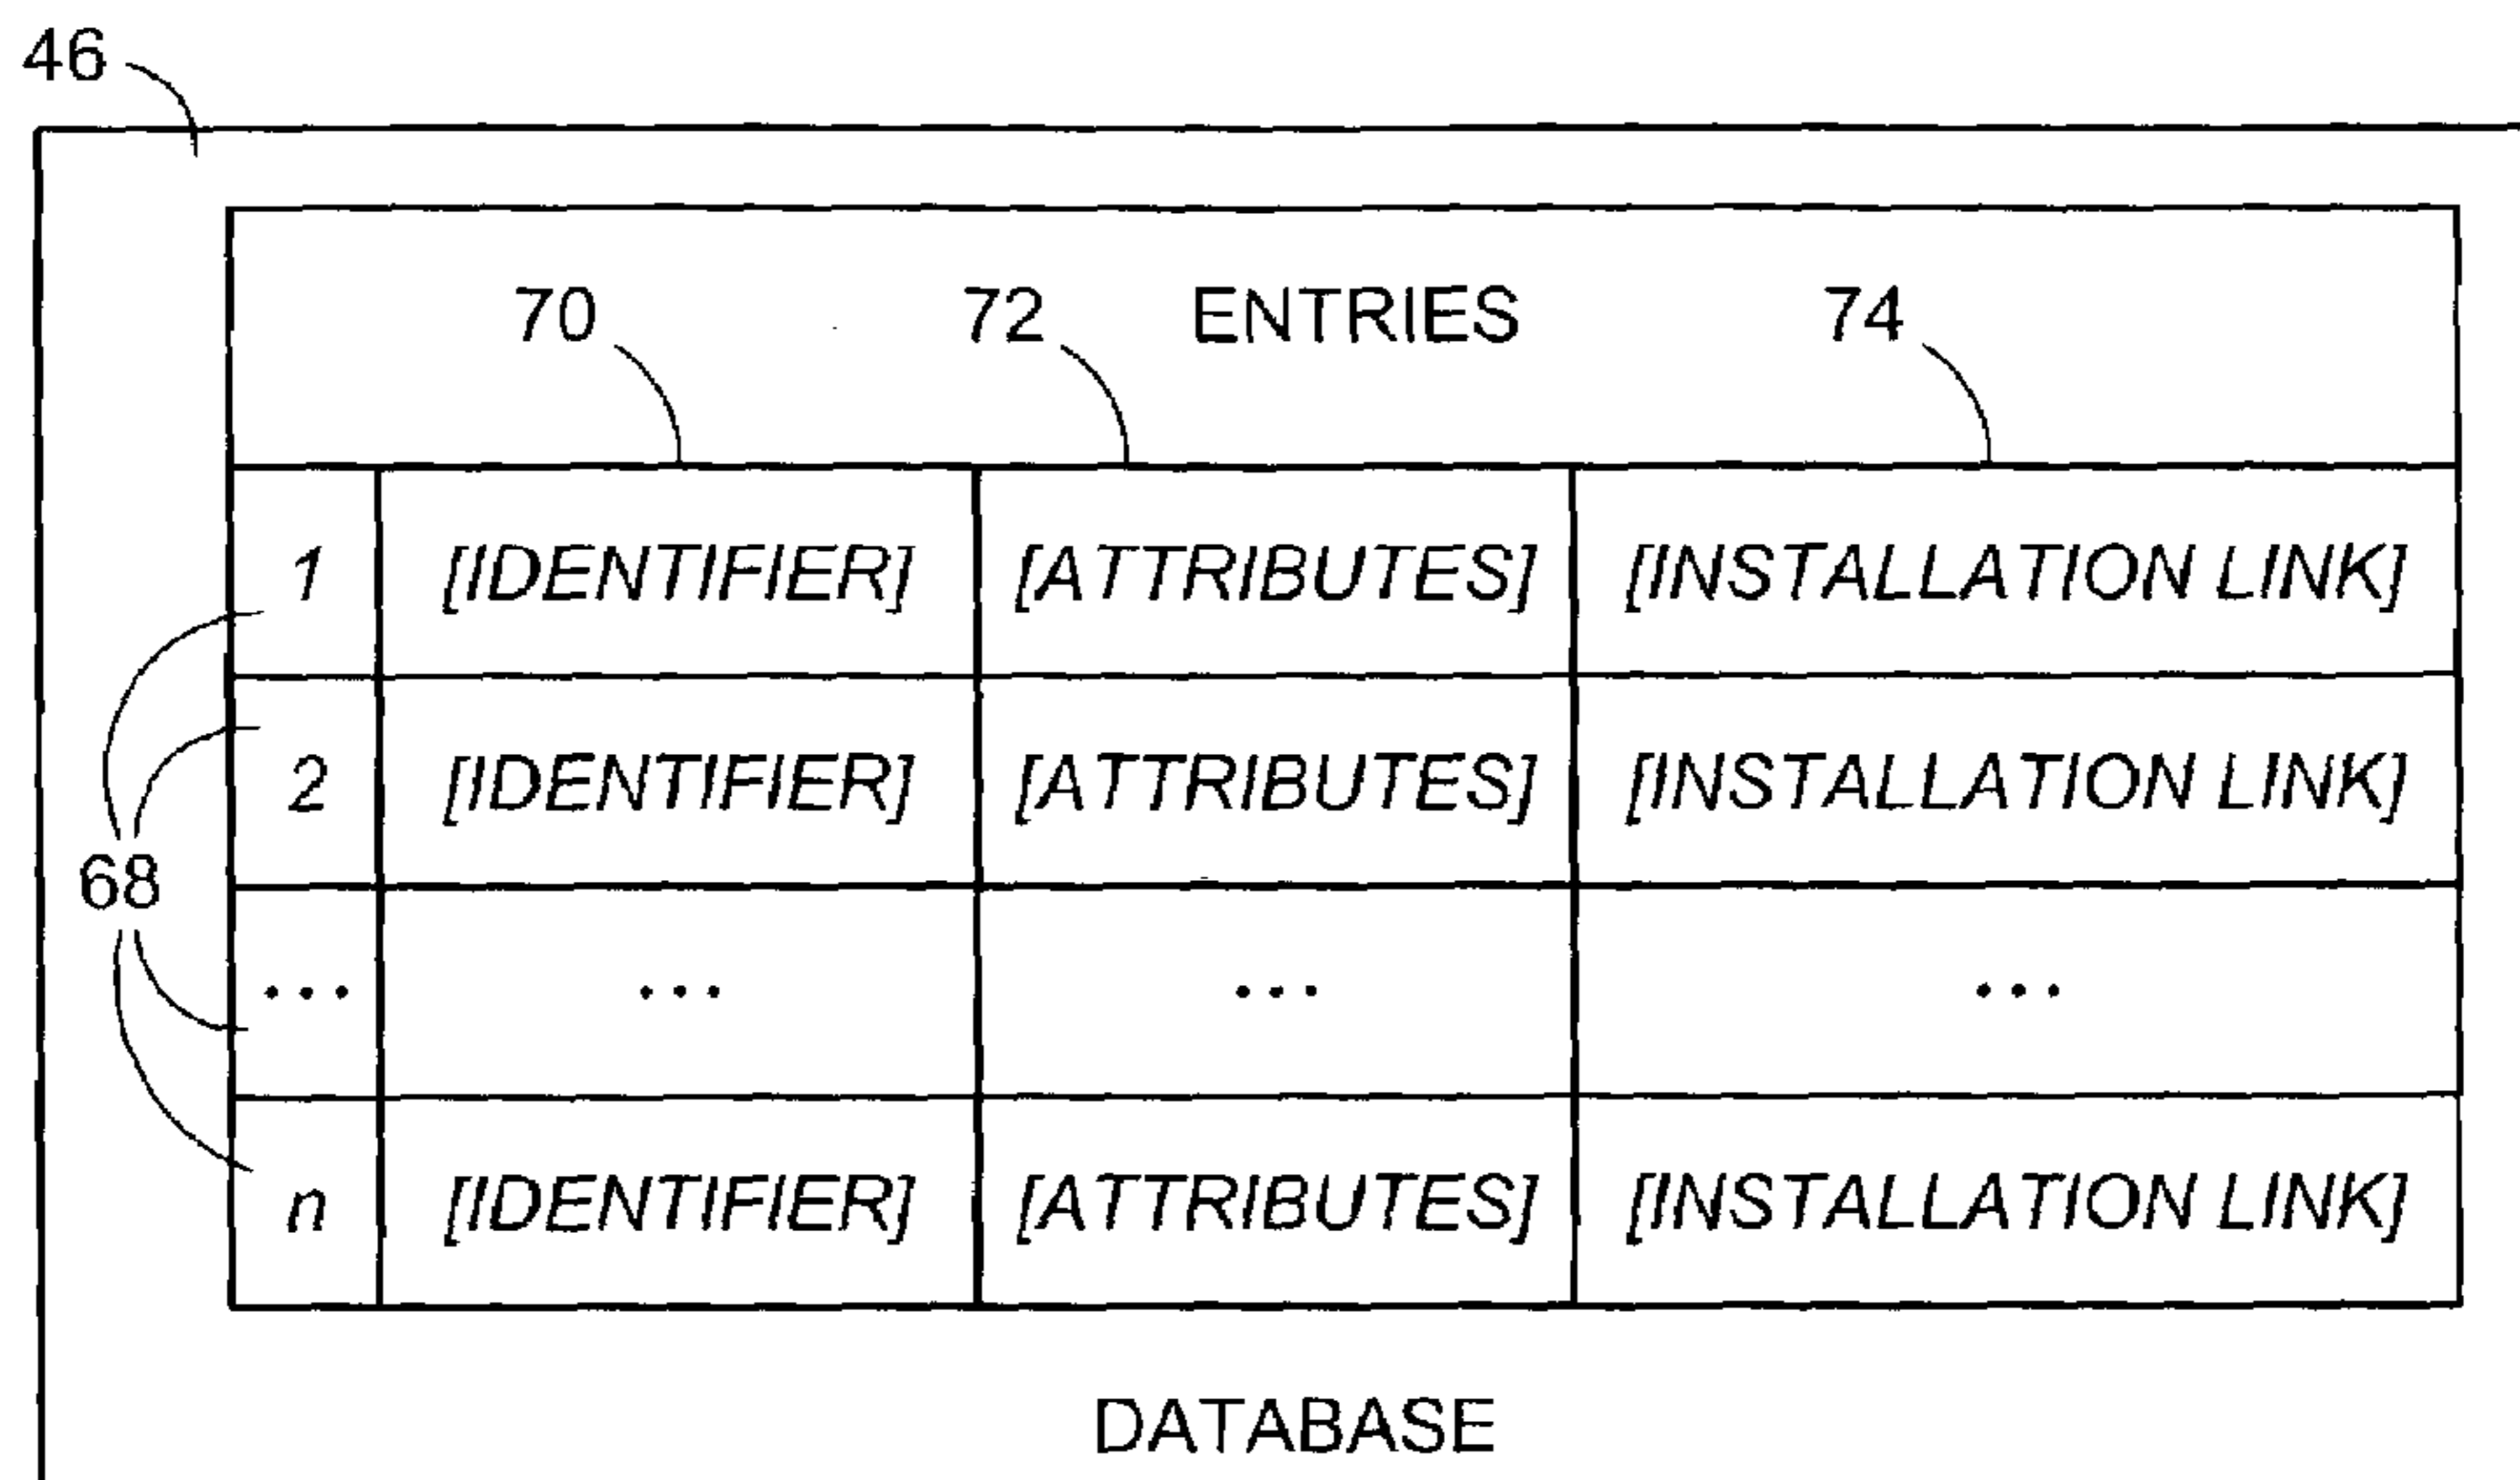 46
70 72 ENTRIES 74
1 [IDENTIFIER] [ATTRIBUTES] [INSTALLATION LINK]
2 [IDENTIFIER] [ATTRIBUTES] [INSTALLATION LINK]
68
... ... ... ...
n [IDENTIFIER] [ATTRIBUTES] [INSTALLATION LINK]
DATABASE